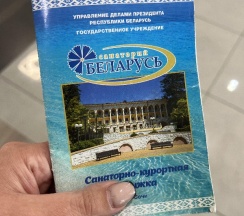 УПРАВЛЕНИЕ ДЕЛАМИ ПРЕЗИДЕНТА
РЕСПУБЛИКИ БЕЛАРУСЬ
ГОСУДАРСТВЕННОЕ УЧРЕЖДЕНИЕ
санаторий
БЕЛАРУСЬ
Санаторно-курортная